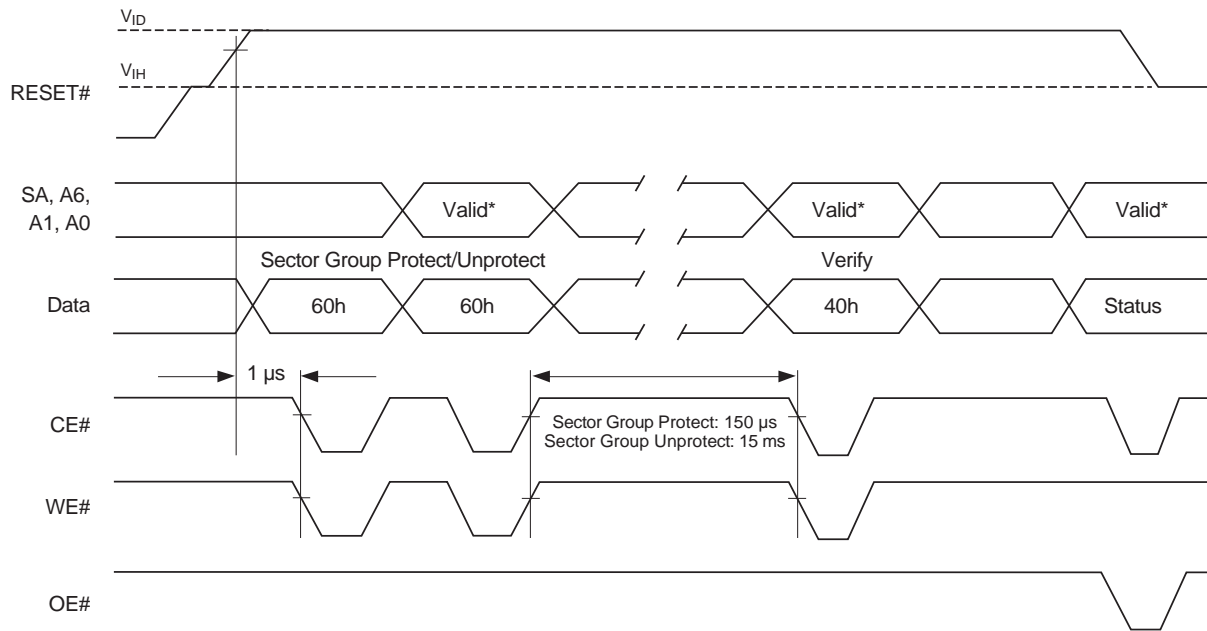 VID
VIH
RESET#
SA, A6,
A1, A0
Valid*
Valid*
Valid*
Sector Group Protect/Unprotect
Verify
Data
60h
60h
40h
Status
1 µs
CE#
Sector Group Protect: 150 µs
Sector Group Unprotect: 15 ms
WE#
OE#